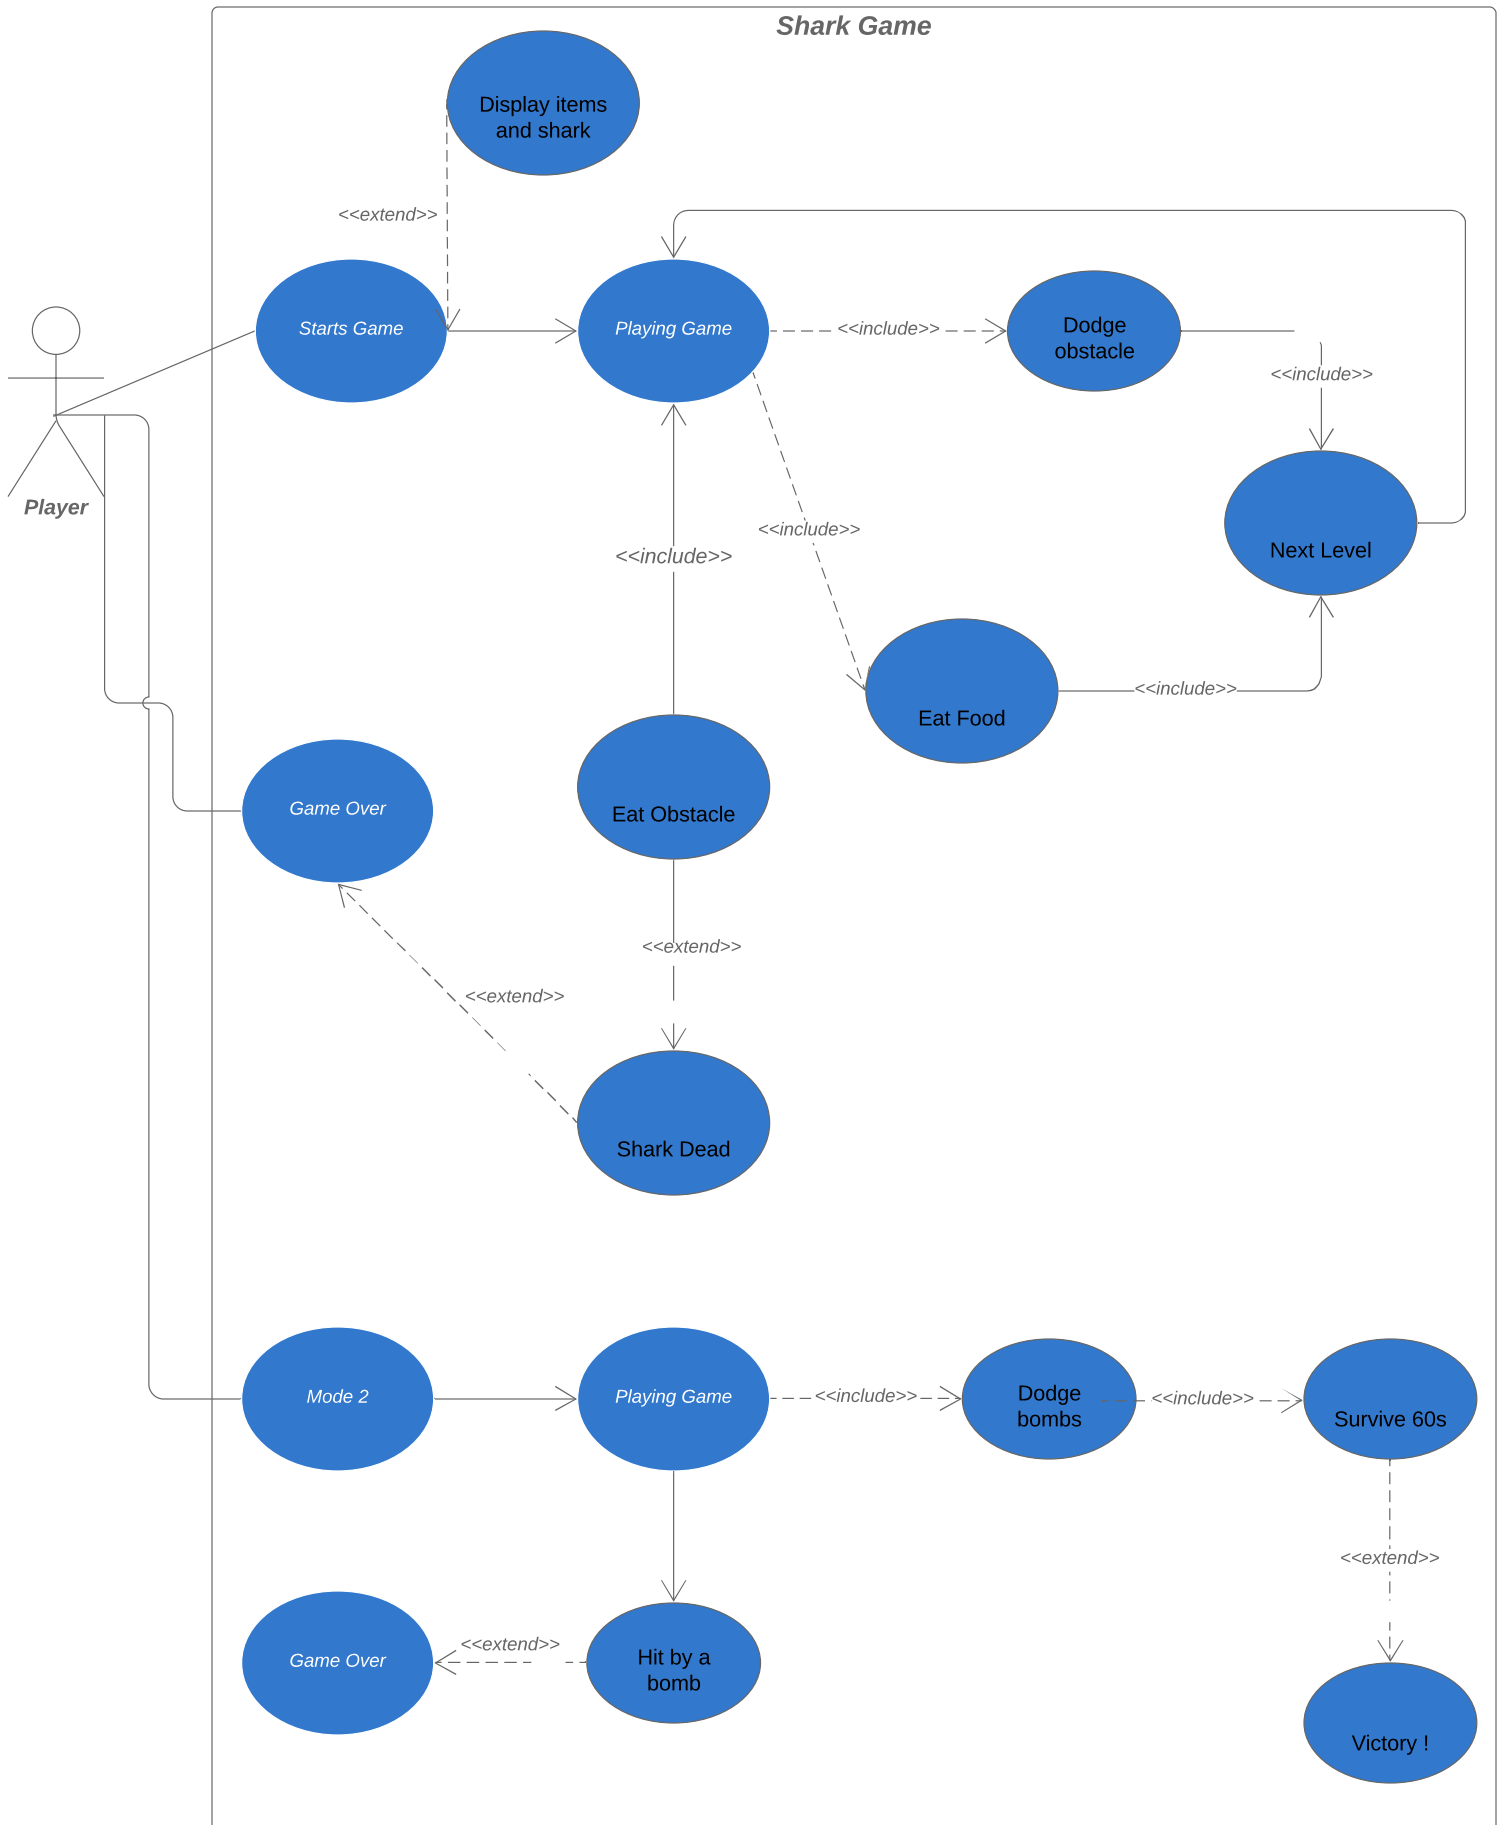 Shark Game
Display items
and shark
<<extend>>
Starts Game
Playing Game
<<include>>
Dodge
obstacle
<<include>>
Player
<<include>>
<<include>>
Next Level
<<include>>
Eat Food
Game Over
Eat Obstacle
<<extend>>
<<extend>>
Shark Dead
Mode 2
Playing Game
<<include>>
Dodge
bombs
<<include>>
Survive 60s
<<extend>>
Game Over
<<extend>>
Hit by a
bomb
Victory !